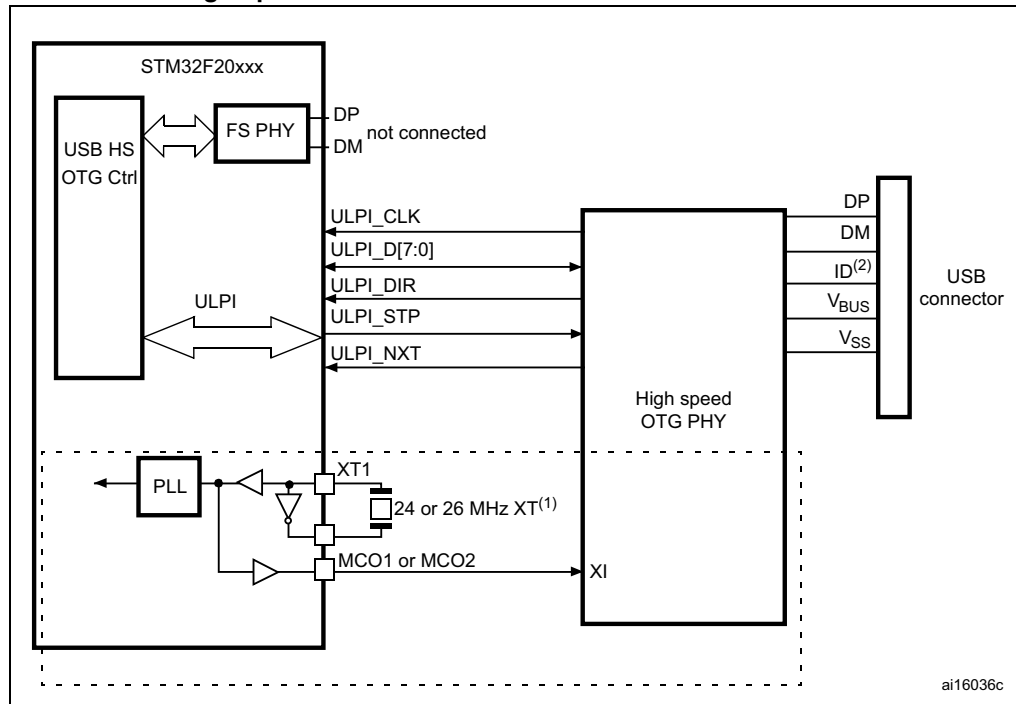 STM32F20xxx
USB HS
OTG Ctrl
FS PHY
DP
DM
not connected
ULPI
ULPI_CLK
ULPI_D[7:0]
ULPI_DIR
ULPI_STP
ULPI_NXT
High speed
OTG PHY
DP
DM
ID(2)
VBUS
VSS
USB
connector
PLL
XT1
24 or 26 MHz XT(1)
MCO1 or MCO2
XI
ai16036c